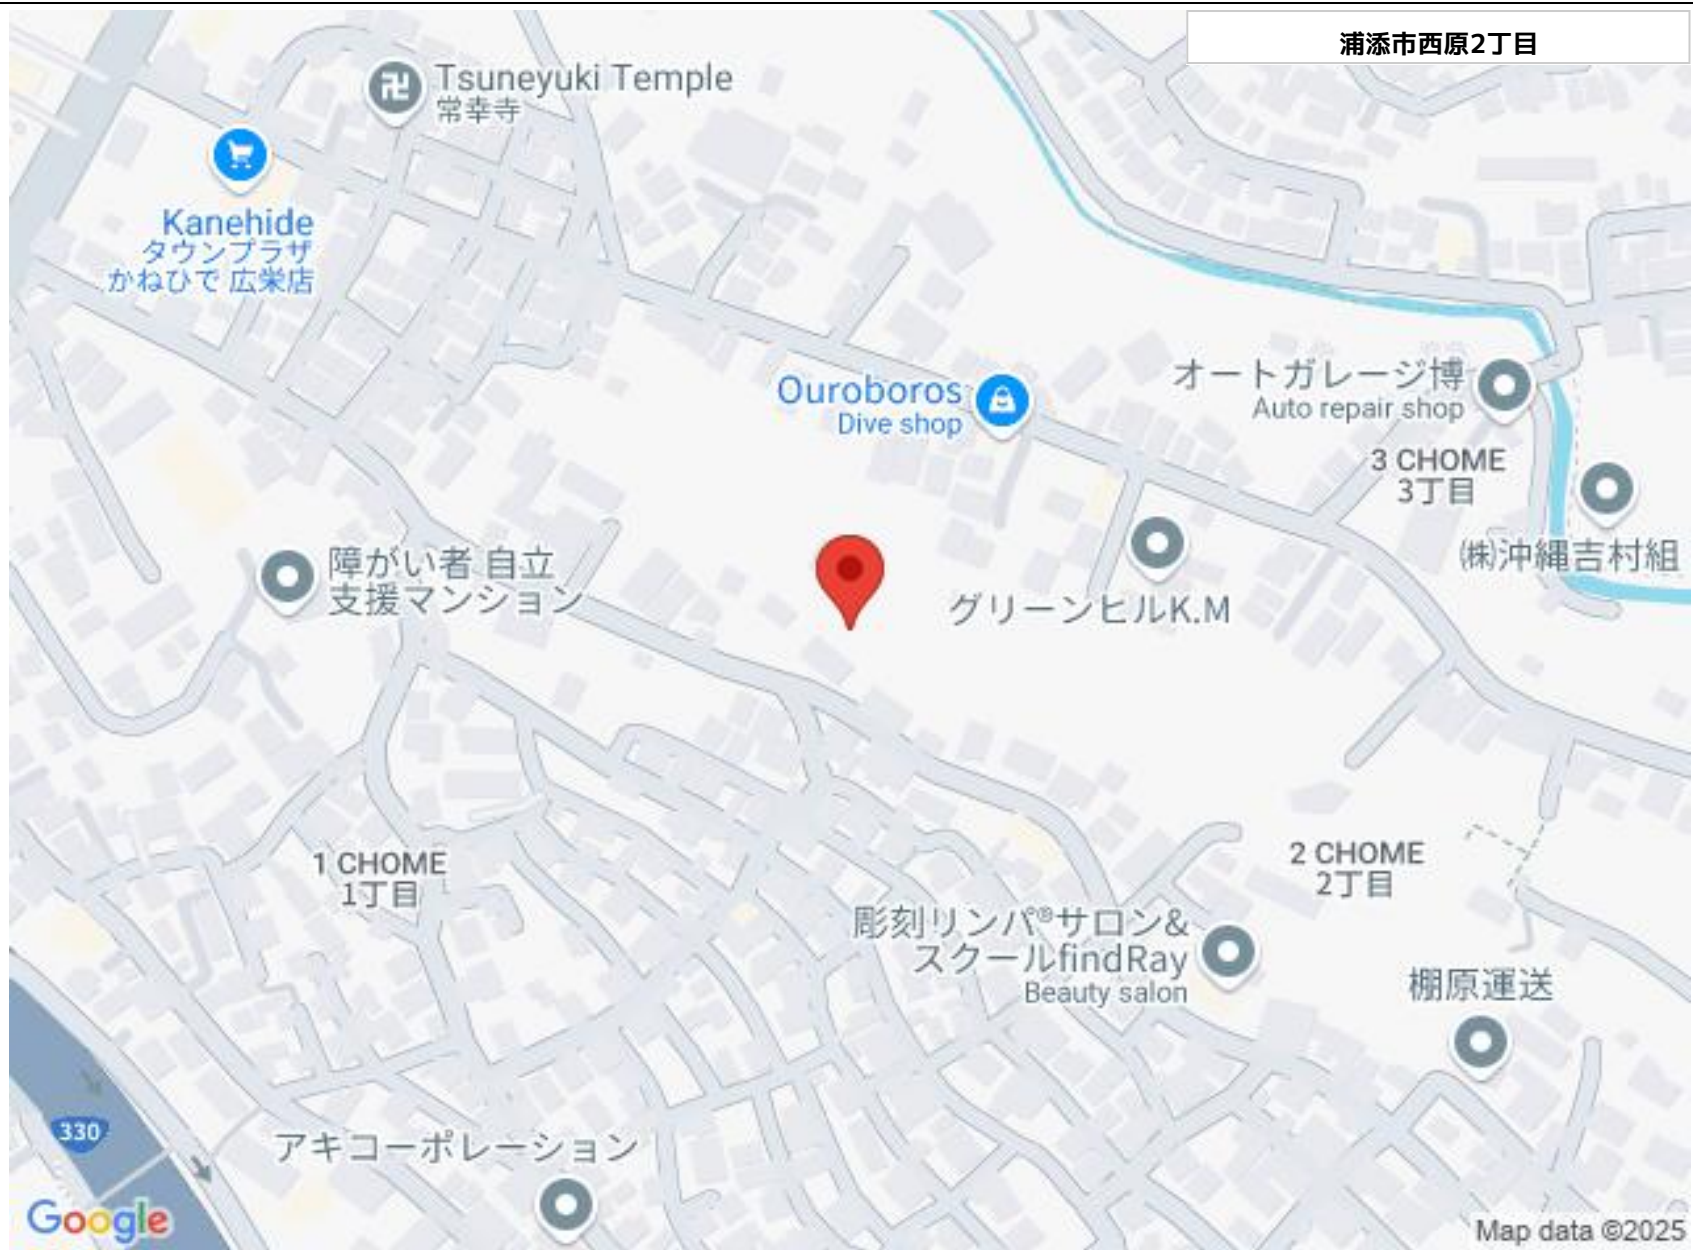 浦添市西原2丁目
Tsuneyuki Temple
常幸寺
Kanehide
タウンプラザ
かねひで 広栄店
Ouroboros
Dive shop
オートガレージ博
Auto repair shop
3 CHOME
3丁目
㈱沖縄吉村組
障がい者 自立
支援マンション
グリーンヒルK.M
1 CHOME
1丁目
2 CHOME
2丁目
彫刻リンパ®サロン&
スクールfindRay
Beauty salon
棚原運送
330
アキコーポレーション
Google
Map data ©2025